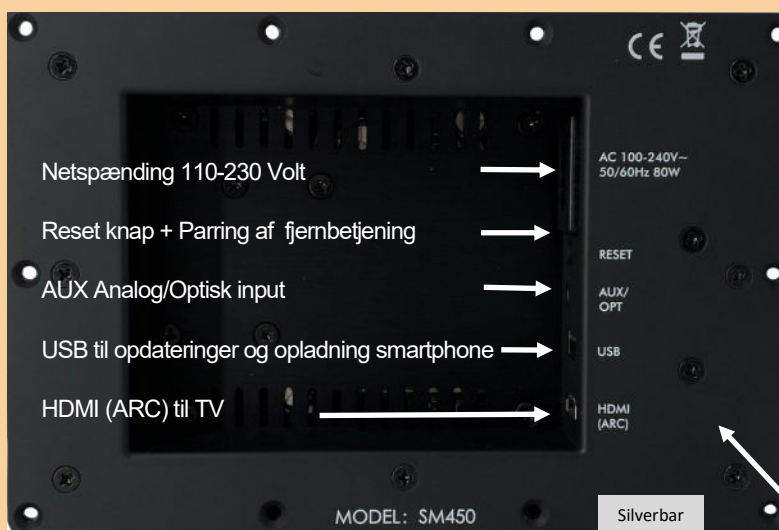 CE
Netspænding 110-230 Volt
AC 100-240V~
50/60Hz 80W
Reset knap + Parring af fjernbetjening
RESET
AUX Analog/Optisk input
AUX/
OPT
USB til opdateringer og opladning smartphone
USB
HDMI (ARC) til TV
HDMI
(ARC)
MODEL: SM450
Silverbar